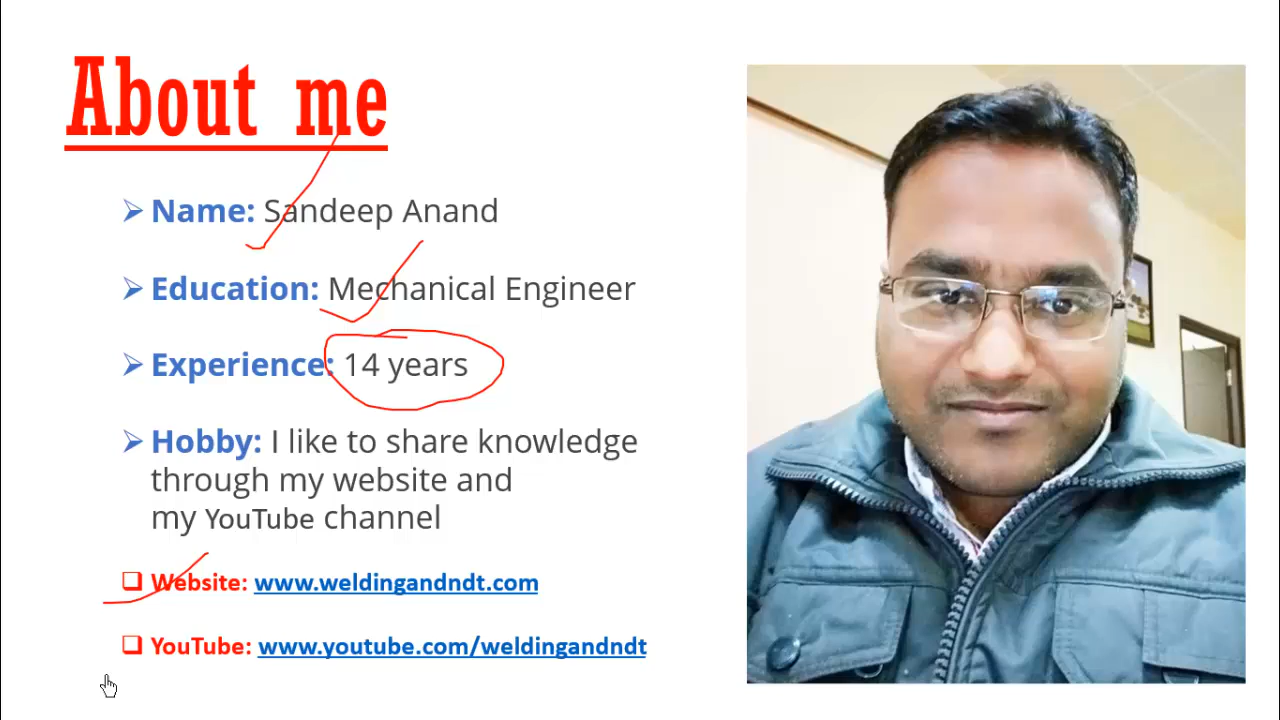 About me
Name: Sandeep Anand
Education: Mechanical Engineer
Experience: 14 years
Hobby: I like to share knowledge
through my website and
my YouTube channel
Website: www.weldingandndt.com
YouTube: www.youtube.com/weldingandndt